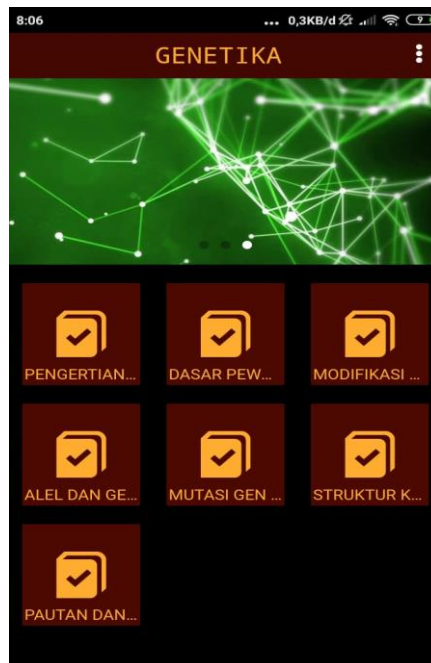 8:06 ... 0,3KB/d
GENETIKA
PENGERTIAN... DASAR PEW... MODIFIKASI ...
ALEL DAN GE... MUTASI GEN ... STRUKTUR K...
PAUTAN DAN...